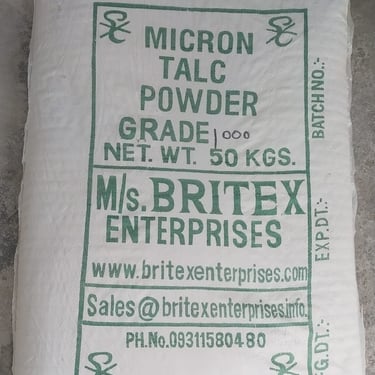 MICRON
TALC
POWDER
GRADE 1000
NET. WT. 50 KGS.
M/s. BRITEX
ENTERPRISES
www.britexenterprises.com
Sales@britexenterprises.info.
PH.No.09311580480
BATCH NO.:-
EXP.DT.:-
G.DT.:-